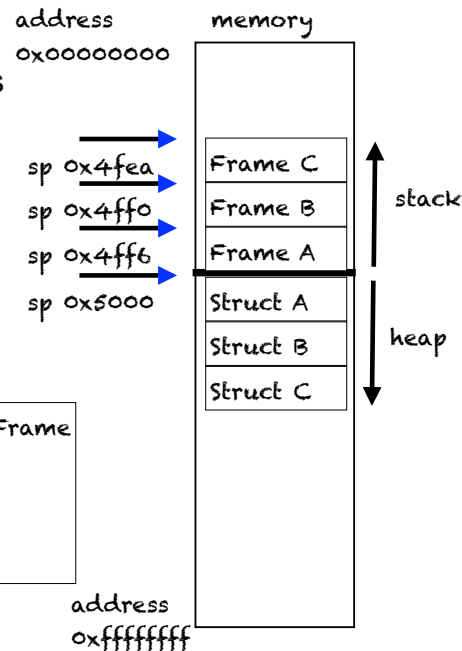 address
memory
0x00000000
s
sp 0x4fea
Frame C
sp 0x4ff0
Frame B
stack
sp 0x4ff6
Frame A
sp 0x5000
Struct A
Struct B
heap
Struct C
Frame
address
0xffffffff